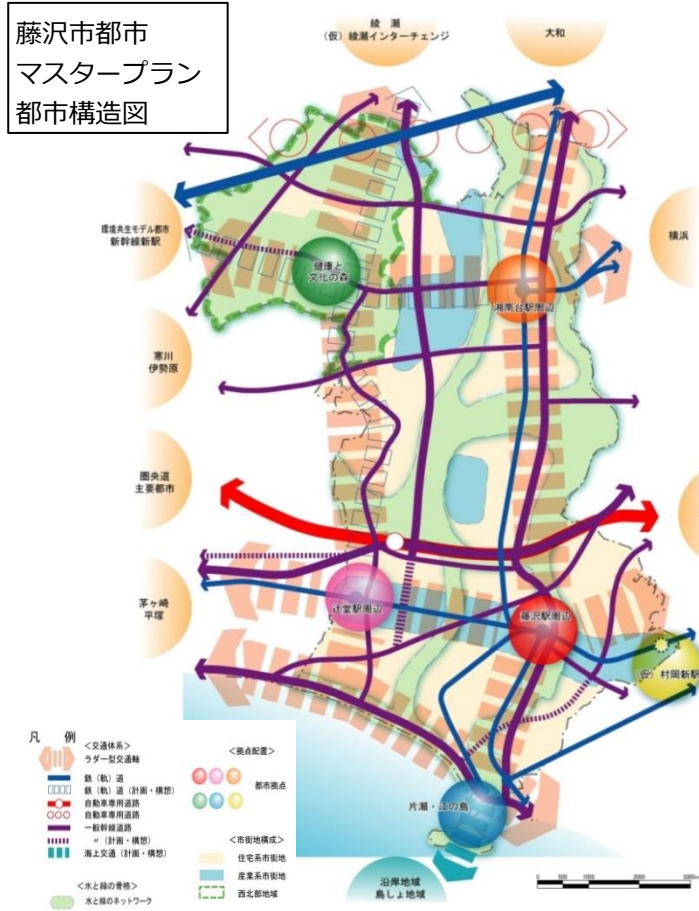 藤沢市都市
マスタープラン
都市構造図
綾 瀬
(仮)綾瀬インターチェンジ
大和
環境共生モデル都市
新幹線新駅
横浜
健康と
文化の森
湘南台駅周辺
寒川
伊勢原
圏央道
主要都市
茅ヶ崎
平塚
辻堂駅周辺
藤沢駅周辺
(仮)村岡新駅
片瀬・江の島
沿岸地域
島しょ地域
凡 例
<交通体系>
ラダー型交通軸
鉄(軌)道
鉄(軌)道(計画・構想)
自動車専用道路
自動車専用道路
一般幹線道路
〃(計画・構想)
海上交通(計画・構想)
<水と緑の骨格>
水と緑のネットワーク
<拠点配置>
都市拠点
<市街地構成>
住宅系市街地
産業系市街地
西北部地域
0
1000
2000